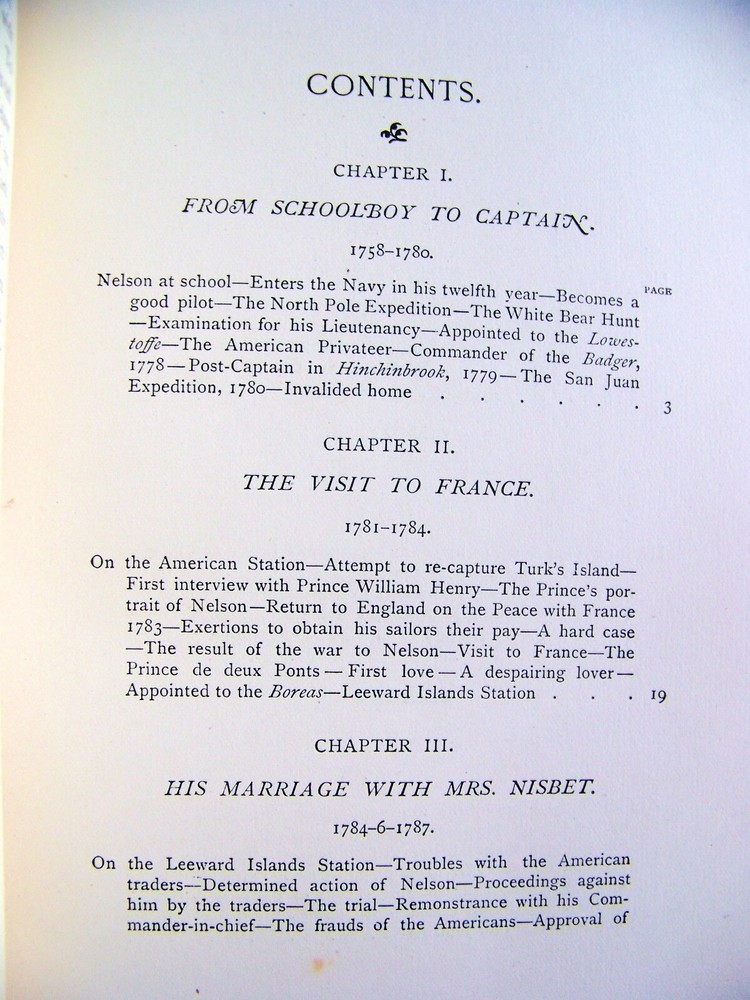 CONTENTS.
CHAPTER I.
FROM SCHOOLBOY TO CAPTAIN.
1758–1780.
PAGE
Nelson at school—Enters the Navy in his twelfth year—Becomes a
good pilot—The North Pole Expedition—The White Bear Hunt
—Examination for his Lieutenancy—Appointed to the Lowes-
toffe—The American Privateer—Commander of the Badger,
1778—Post-Captain in Hinchinbrook, 1779—The San Juan
Expedition, 1780—Invalided home . . . . . . 3
CHAPTER II.
THE VISIT TO FRANCE.
1781–1784.
On the American Station—Attempt to re-capture Turk's Island—
First interview with Prince William Henry—The Prince's por-
trait of Nelson—Return to England on the Peace with France
1783—Exertions to obtain his sailors their pay—A hard case
—The result of the war to Nelson—Visit to France—The
Prince de deux Ponts—First love—A despairing lover—
Appointed to the Boreas—Leeward Islands Station . . . 19
CHAPTER III.
HIS MARRIAGE WITH MRS. NISBET.
1784–6–1787.
On the Leeward Islands Station—Troubles with the American
traders—Determined action of Nelson—Proceedings against
him by the traders—The trial—Remonstrance with his Com-
mander-in-chief—The frauds of the Americans—Approval of